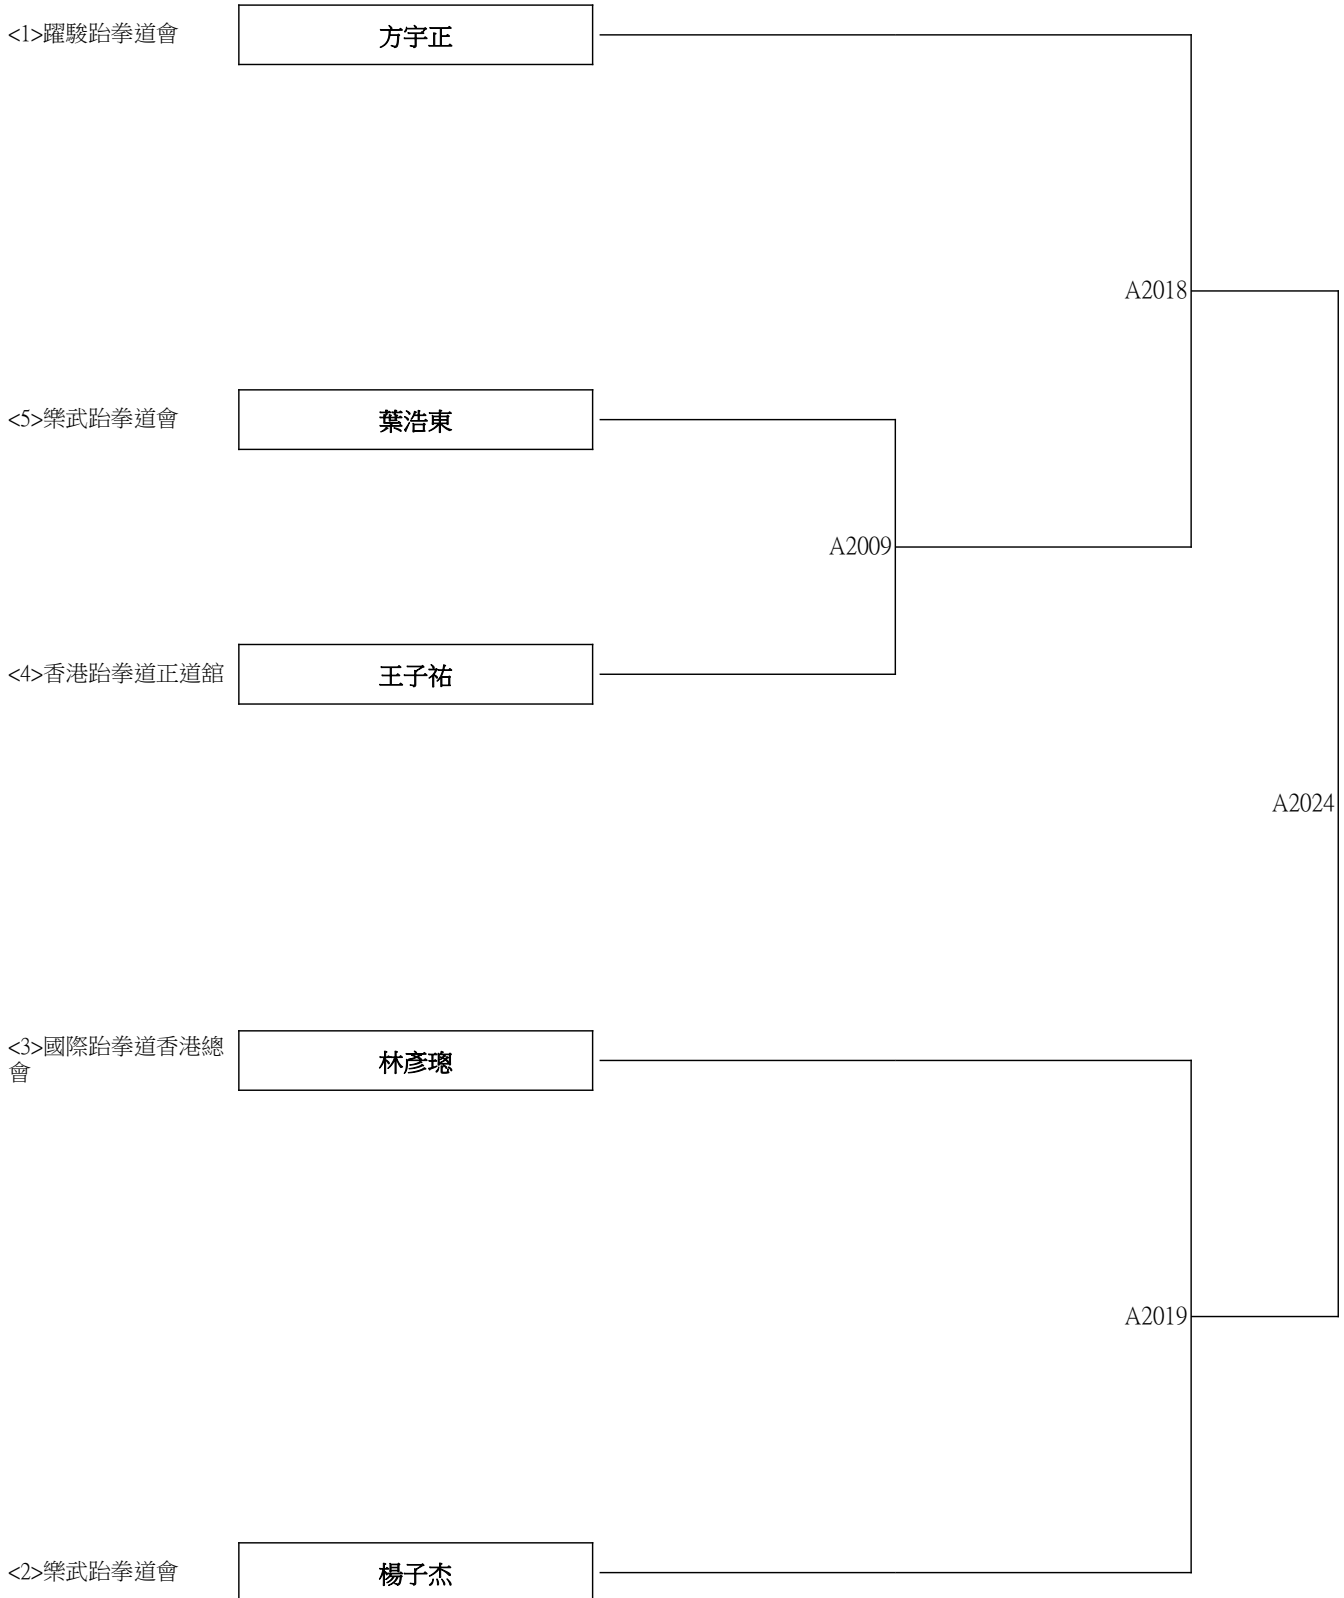 <1>躍駿跆拳道會
方宇正
A2018
<5>樂武跆拳道會
葉浩東
A2009
<4>香港跆拳道正道舘
王子祐
A2024
<3>國際跆拳道香港總
會
林彥璁
A2019
<2>樂武跆拳道會
楊子杰